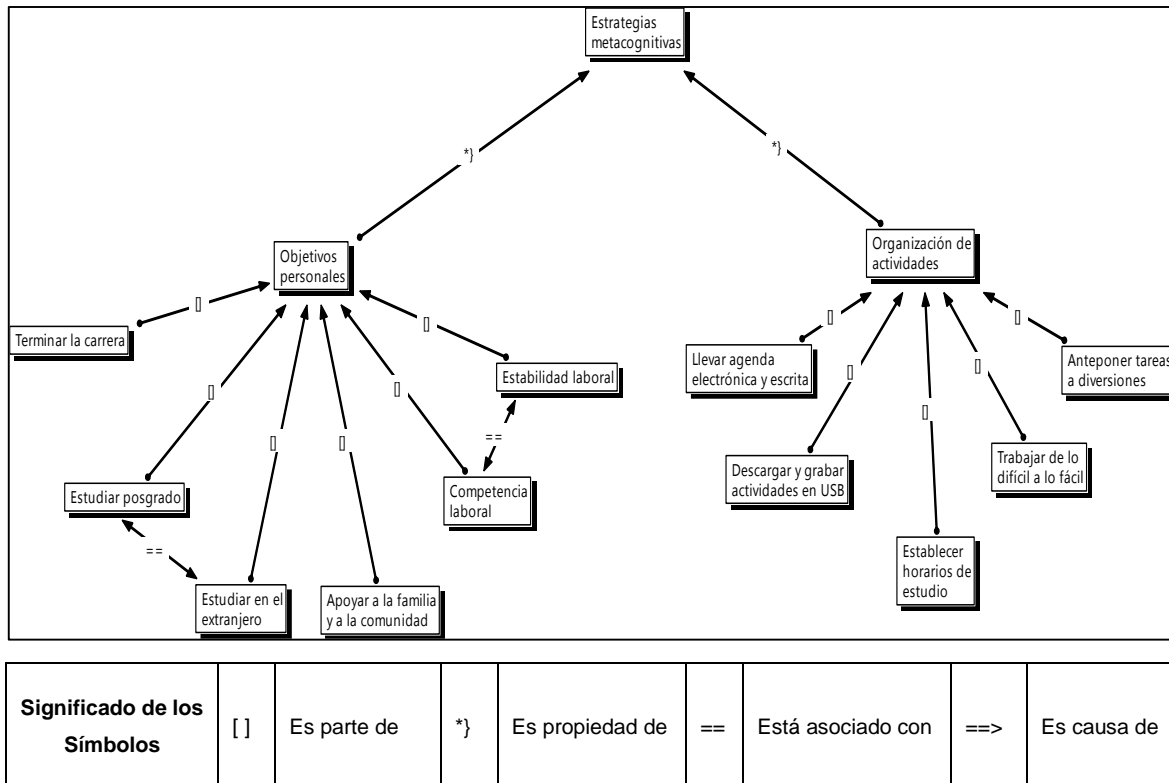 Estrategias
metacognitivas
*}
*}
Objetivos
personales
Organización de
actividades
[]
[]
[]
[]
Terminar la carrera
Estabilidad laboral
Llevar agenda
electrónica y escrita
Anteponer tareas
a diversiones
[]
[]
[]
[]
[]
[]
[]
==
Estudiar posgrado
Competencia
laboral
Descargar y grabar
actividades en USB
Trabajar de lo
difícil a lo fácil
==
Establecer
horarios de
estudio
Estudiar en el
extranjero
Apoyar a la familia
y a la comunidad
Significado de los
Símbolos
[ ]
Es parte de
*}
Es propiedad de
==
Está asociado con
==>
Es causa de